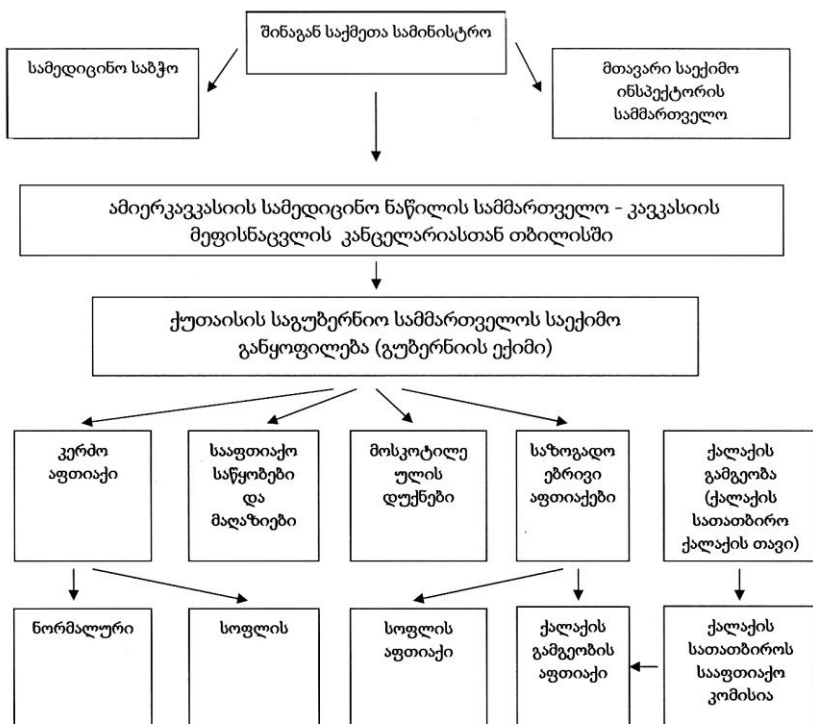 შინაგან საქმეთა სამინისტრო
სამედიცინო საბჭო
მთავარი საექიმო
ინსპექტორის
სამმართველო
ამიერკავკასიის სამედიცინო ნაწილის სამმართველო - კავკასიის
მეფისნაცვლის კანცელარიასთან თბილისში
ქუთაისის საგუბერნიო სამმართველოს საექიმო
განყოფილება (გუბერნიის ექიმი)
კერძო
აფთიაქი
სააფთიაქო
საწყობები
და
მაღაზიები
მოსკოტილე
ულის
დუქნები
საზოგადო
ებრივი
აფთიაქები
ქალაქის
გამგეობა
(ქალაქის
სათათბირო
ქალაქის თავი)
ნორმალური
სოფლის
სოფლის
აფთიაქი
ქალაქის
გამგეობის
აფთიაქი
ქალაქის
სათათბიროს
სააფთიაქო
კომისია